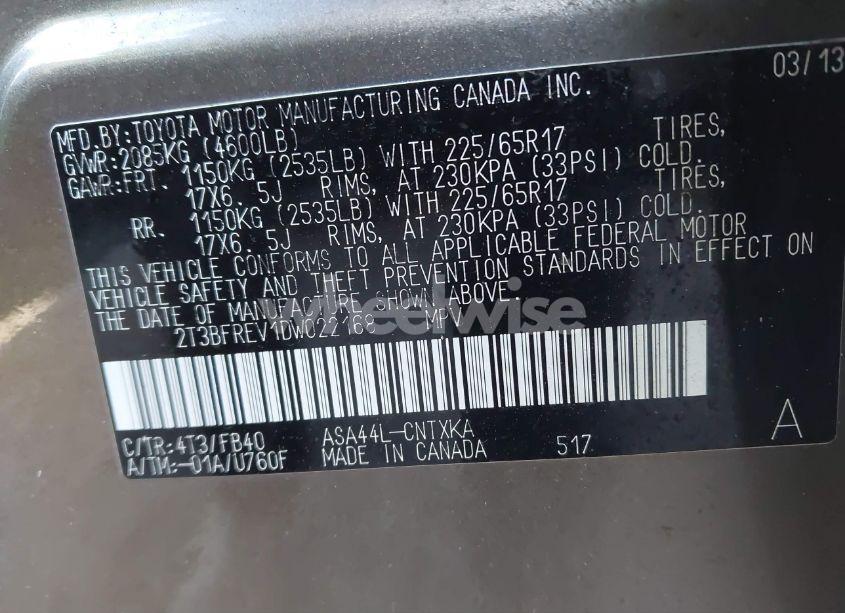 03/13
MFD.BY:TOYOTA MOTOR MANUFACTURING CANADA INC.
GVWR:2085KG (4600LB)
GAWR:FRT. 1150KG (2535LB) WITH 225/65R17 TIRES,
17X6.5J RIMS, AT 230KPA (33PSI) COLD.
RR. 1150KG (2535LB) WITH 225/65R17 TIRES,
17X6.5J RIMS, AT 230KPA (33PSI) COLD.
THIS VEHICLE CONFORMS TO ALL APPLICABLE FEDERAL MOTOR
VEHICLE SAFETY AND THEFT PREVENTION STANDARDS IN EFFECT ON
THE DATE OF MANUFACTURE SHOWN ABOVE.
2T3BFREV1DW022168 MPV
wheelwise
C/TR:4T3/FB40 ASA44L-CNTXKA 517 A
A/TM:-01A/U760F MADE IN CANADA